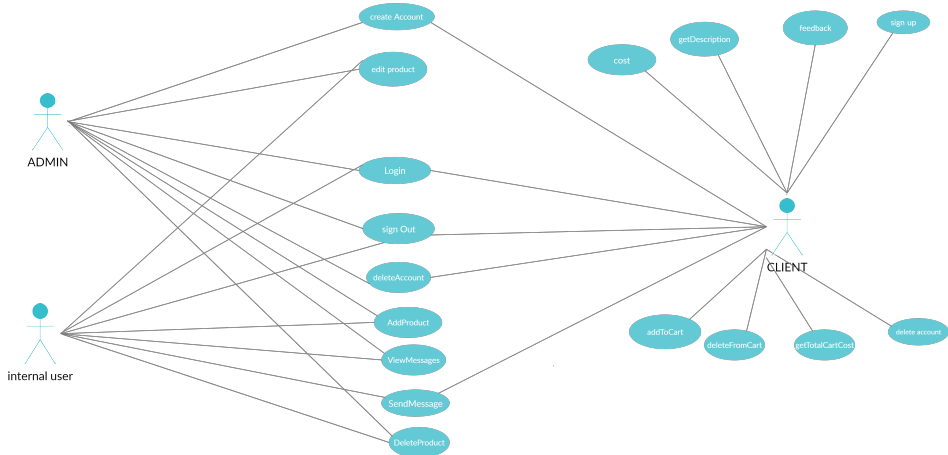 create Account
sign up
feedback
getDescription
cost
edit product
ADMIN
Login
sign Out
CLIENT
deleteAccount
AddProduct
addToCart
delete account
deleteFromCart
getTotalCartCost
ViewMessages
internal user
SendMessage
DeleteProduct